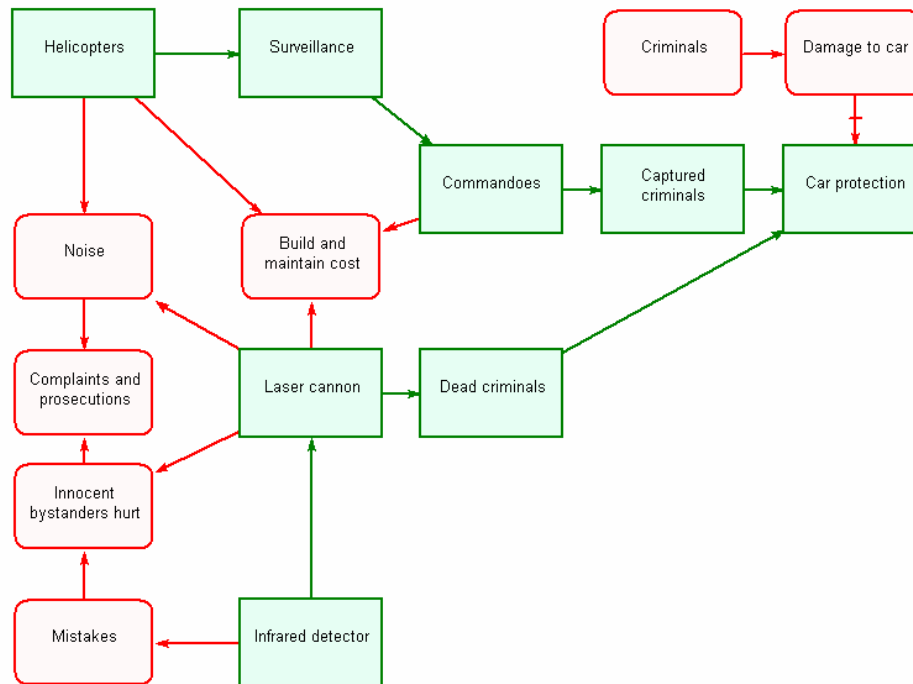 Helicopters
Surveillance
Criminals
Damage to car
Commandoes
Captured
criminals
Car protection
Noise
Build and
maintain cost
Complaints and
prosecutions
Laser cannon
Dead criminals
Innocent
bystanders hurt
Mistakes
Infrared detector